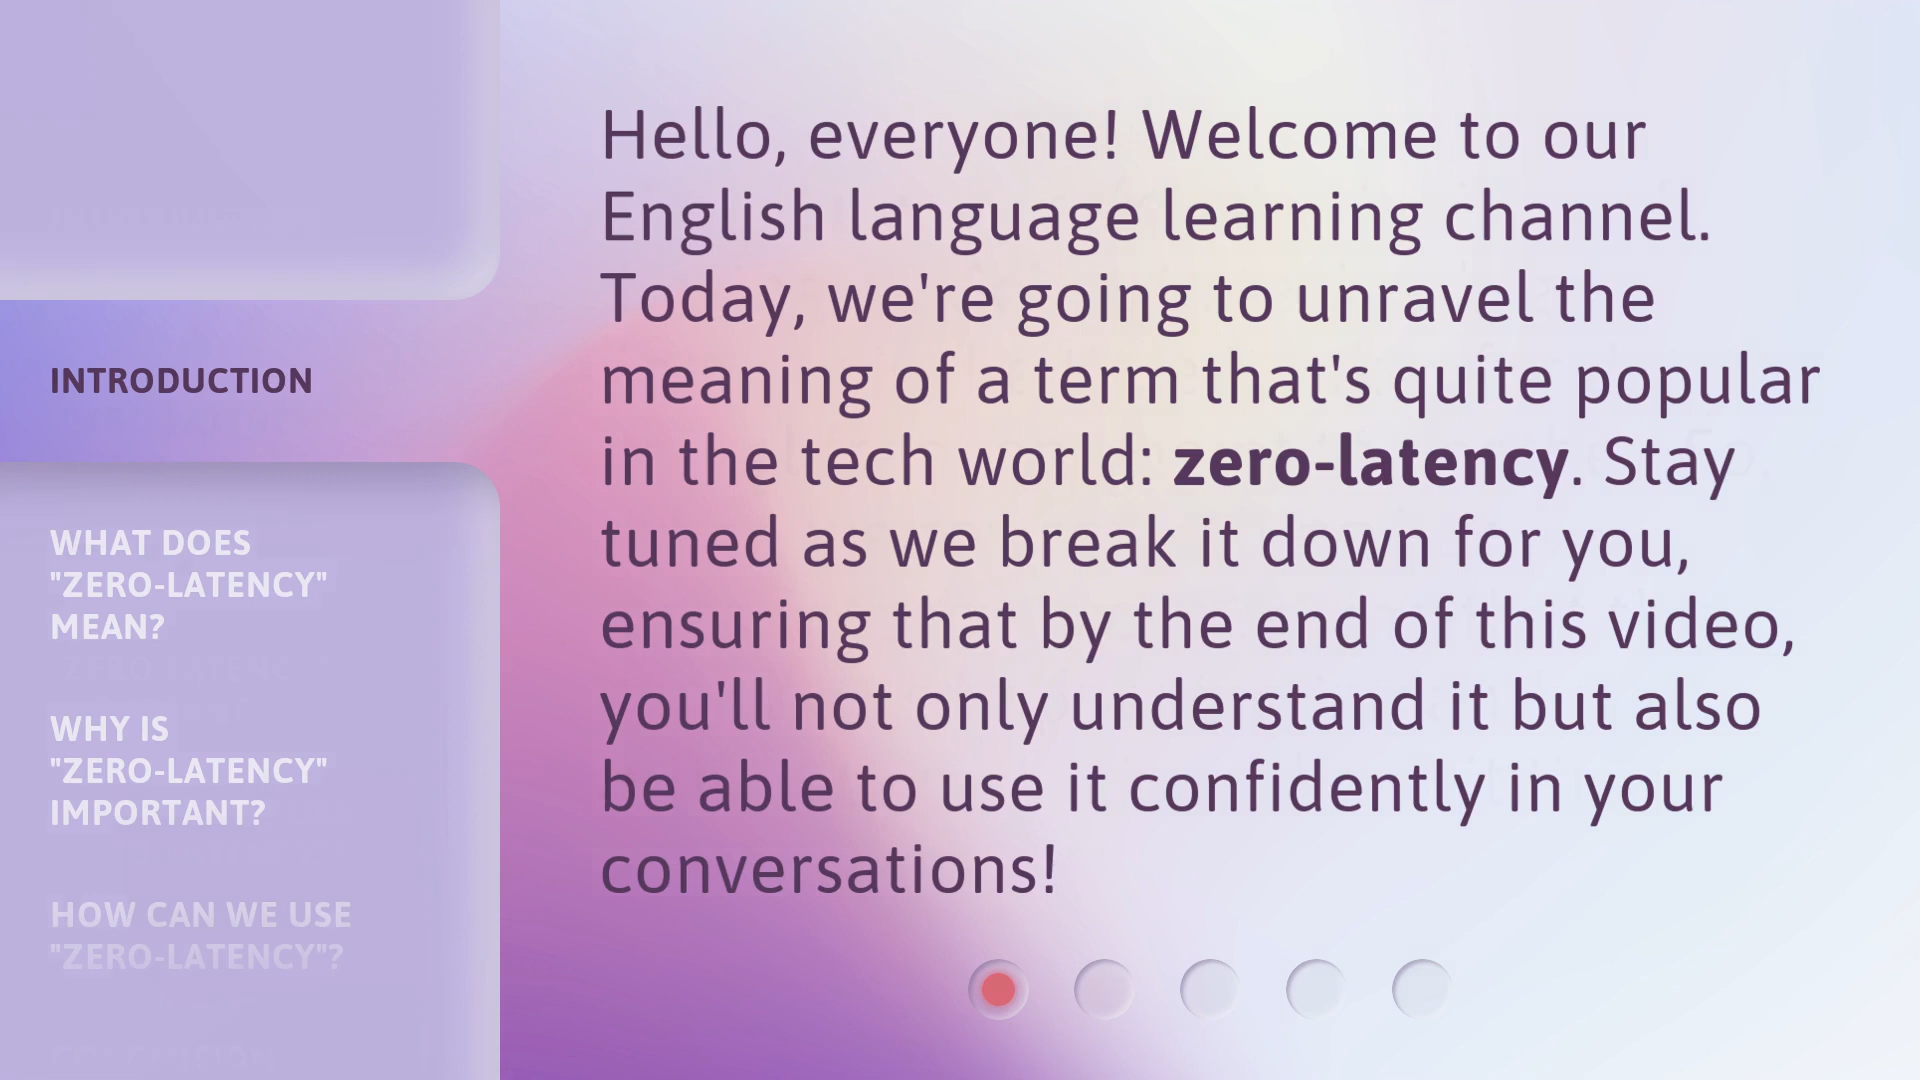 INTRODUCTION
WHAT DOES
"ZERO-LATENCY"
MEAN?
WHY IS
"ZERO-LATENCY"
IMPORTANT?
HOW CAN WE USE
"ZERO-LATENCY"?
Hello, everyone! Welcome to our
English language learning channel.
Today, we're going to unravel the
meaning of a term that's quite popular
in the tech world: zero-latency. Stay
tuned as we break it down for you,
ensuring that by the end of this video,
you'll not only understand it but also
be able to use it confidently in your
conversations!